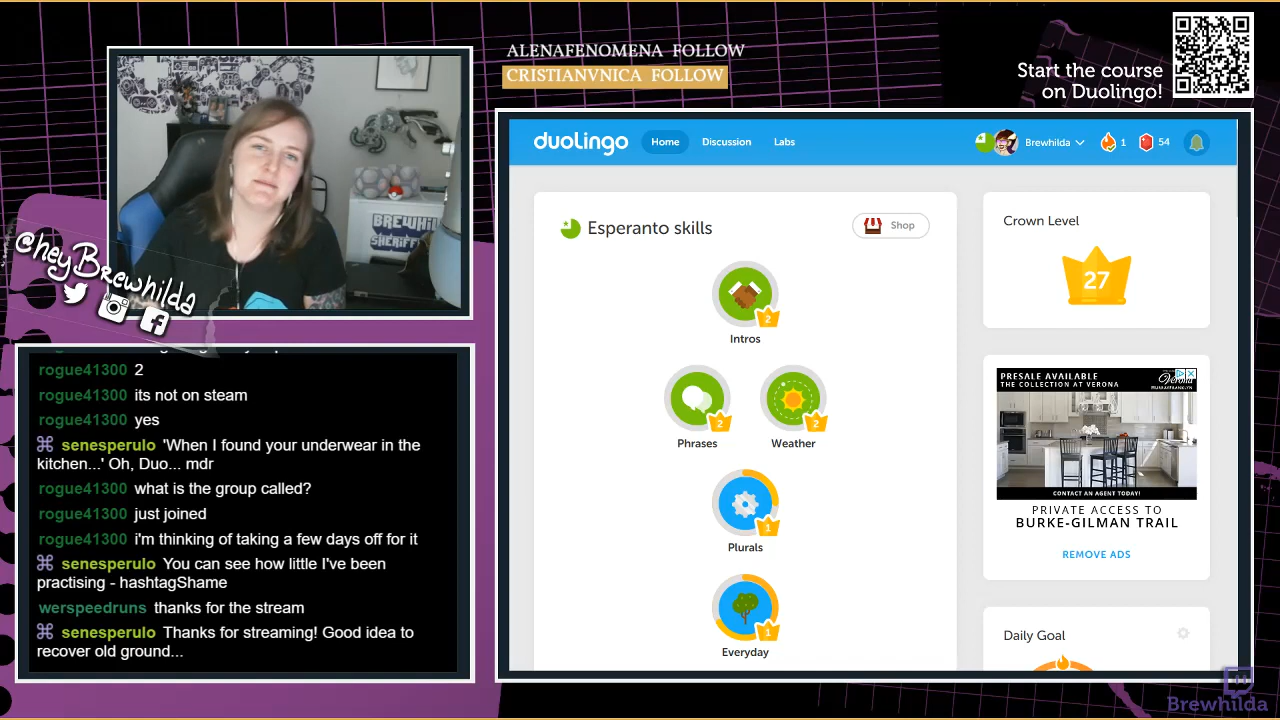 ALENAFENOMENA FOLLOW
CRISTIANVNICA FOLLOW
Start the course
on Duolingo!
BREWHIL
SHERIFF
@heyBrewhilda
rogue41300 2
rogue41300 its not on steam
rogue41300 yes
senesperulo 'When I found your underwear in the
kitchen...' Oh, Duo... mdr
rogue41300 what is the group called?
rogue41300 just joined
rogue41300 i'm thinking of taking a few days off for it
senesperulo You can see how little I've been
practising - hashtagShame
werspeedruns thanks for the stream
senesperulo Thanks for streaming! Good idea to
recover old ground...
duolingo Home Discussion Labs Brewhilda 1 54
Esperanto skills Shop
2
Intros
2 2
Phrases Weather
1
Plurals
1
Everyday
Crown Level
27
PRESALE AVAILABLE
THE COLLECTION AT VERONA
Verona
CONTACT AN AGENT TODAY!
PRIVATE ACCESS TO
BURKE-GILMAN TRAIL
REMOVE ADS
Daily Goal
Brewhilda